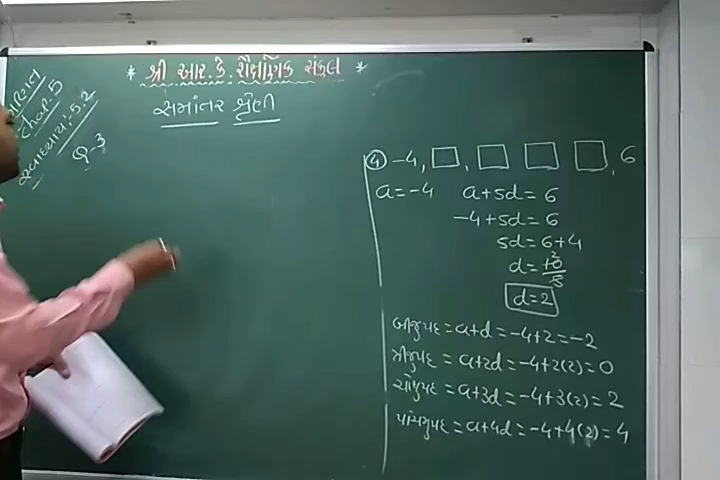 * શ્રી આર. કે. શૈક્ષણિક સંકુલ *
સમાંતર શ્રેણી
chap. 5
સ્વાધ્યાય:-5.2
Q-3
④ -4, □, □, □, □, 6
a=-4 a+5d=6
-4+5d=6
5d=6+4
d=10/5 2
d=2
બીજુપદ=a+d=-4+2=-2
ત્રીજુપદ=a+2d=-4+2(2)=0
ચોથુપદ=a+3d=-4+3(2)=2
પાંચમુપદ=a+4d=-4+4(2)=4